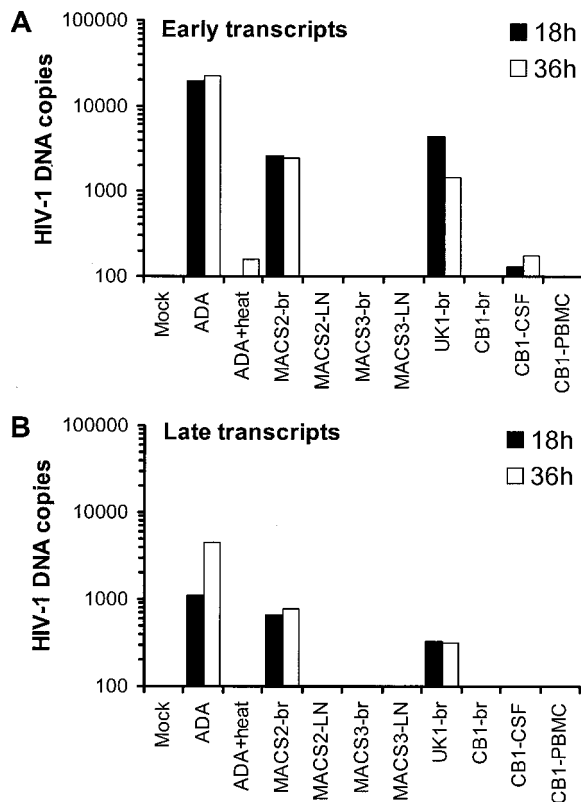 A
Early transcripts
18h
36h
HIV-1 DNA copies
100000
10000
1000
100
Mock
ADA
ADA+heat
MACS2-br
MACS2-LN
MACS3-br
MACS3-LN
UK1-br
CB1-br
CB1-CSF
CB1-PBMC
B
Late transcripts
18h
36h
HIV-1 DNA copies
100000
10000
1000
100
Mock
ADA
ADA+heat
MACS2-br
MACS2-LN
MACS3-br
MACS3-LN
UK1-br
CB1-br
CB1-CSF
CB1-PBMC